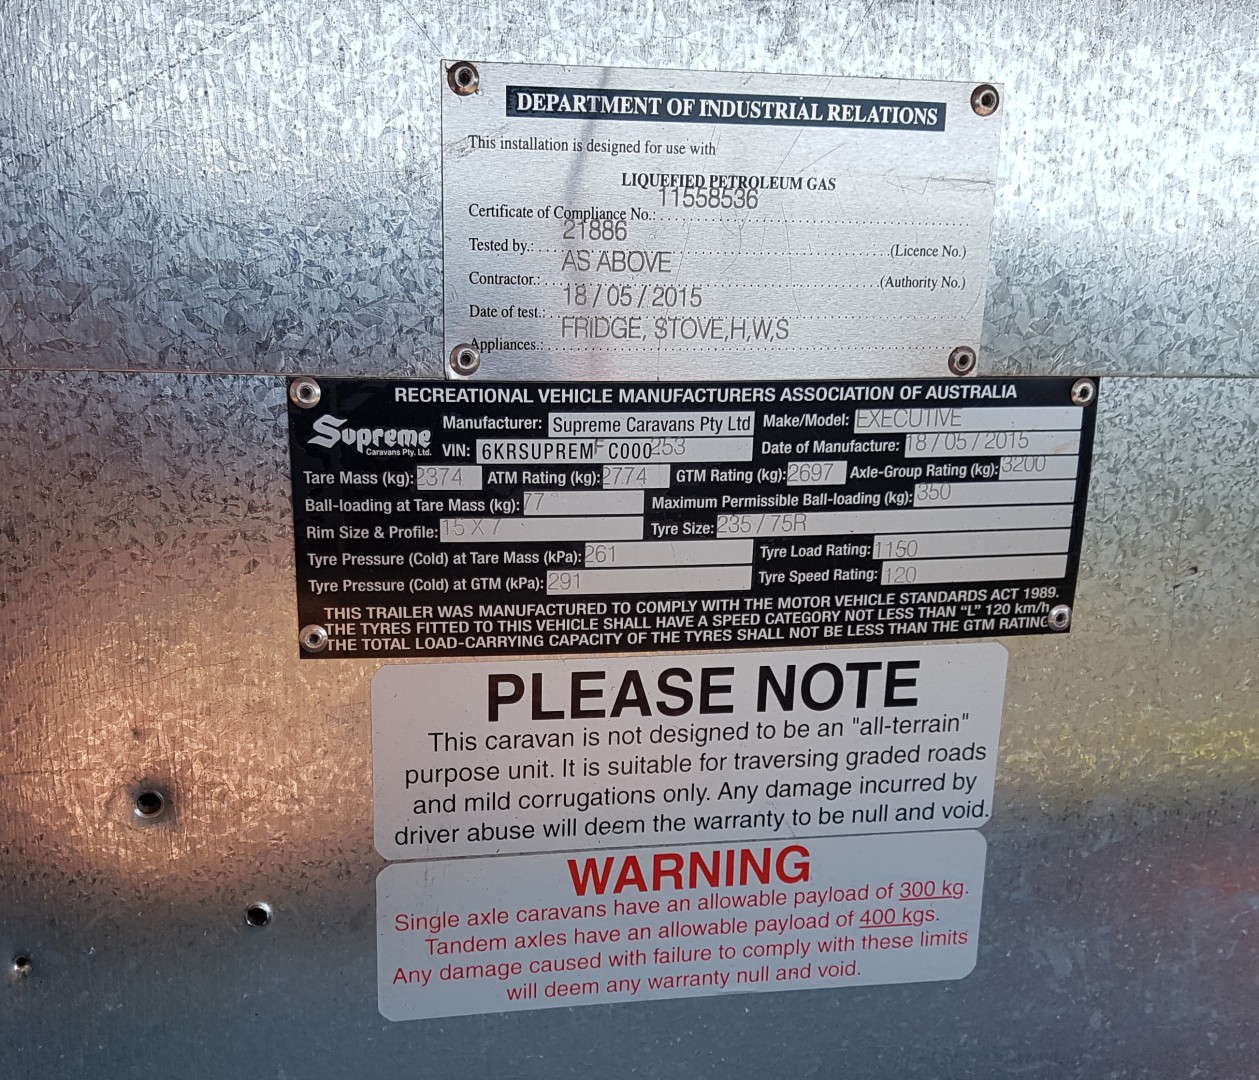 DEPARTMENT OF INDUSTRIAL RELATIONS
This installation is designed for use with
LIQUEFIED PETROLEUM GAS
Certificate of Compliance No.: 11558536
Tested by: 21886 (Licence No.)
Contractor: AS ABOVE (Authority No.)
Date of test: 18/05/2015
Appliances: FRIDGE, STOVE,H,W,S
RECREATIONAL VEHICLE MANUFACTURERS ASSOCIATION OF AUSTRALIA
Supreme Caravans Pty. Ltd.
Manufacturer: Supreme Caravans Pty Ltd Make/Model: EXECUTIVE
VIN: 6KRSUPREMFC000253 Date of Manufacture: 18/05/2015
Tare Mass (kg): 2374 ATM Rating (kg): 2774 GTM Rating (kg): 2697 Axle-Group Rating (kg): 3200
Ball-loading at Tare Mass (kg): 77 Maximum Permissible Ball-loading (kg): 350
Rim Size & Profile: 15 X 7 Tyre Size: 235/75R
Tyre Pressure (Cold) at Tare Mass (kPa): 261 Tyre Load Rating: 1150
Tyre Pressure (Cold) at GTM (kPa): 291 Tyre Speed Rating: 120
THIS TRAILER WAS MANUFACTURED TO COMPLY WITH THE MOTOR VEHICLE STANDARDS ACT 1989.
THE TYRES FITTED TO THIS VEHICLE SHALL HAVE A SPEED CATEGORY NOT LESS THAN "L" 120 km/h
THE TOTAL LOAD-CARRYING CAPACITY OF THE TYRES SHALL NOT BE LESS THAN THE GTM RATING
PLEASE NOTE
This caravan is not designed to be an "all-terrain"
purpose unit. It is suitable for traversing graded roads
and mild corrugations only. Any damage incurred by
driver abuse will deem the warranty to be null and void.
WARNING
Single axle caravans have an allowable payload of 300 kg.
Tandem axles have an allowable payload of 400 kgs.
Any damage caused with failure to comply with these limits
will deem any warranty null and void.